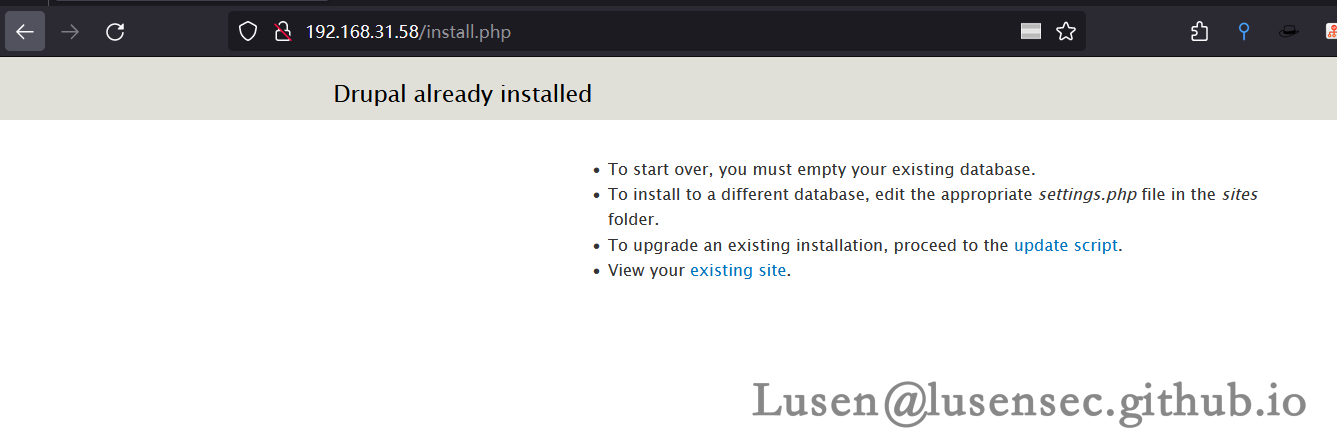 192.168.31.58/install.php
Drupal already installed
To start over, you must empty your existing database.
To install to a different database, edit the appropriate settings.php file in the sites
folder.
To upgrade an existing installation, proceed to the update script.
View your existing site.
Lusen@lusensec.github.io